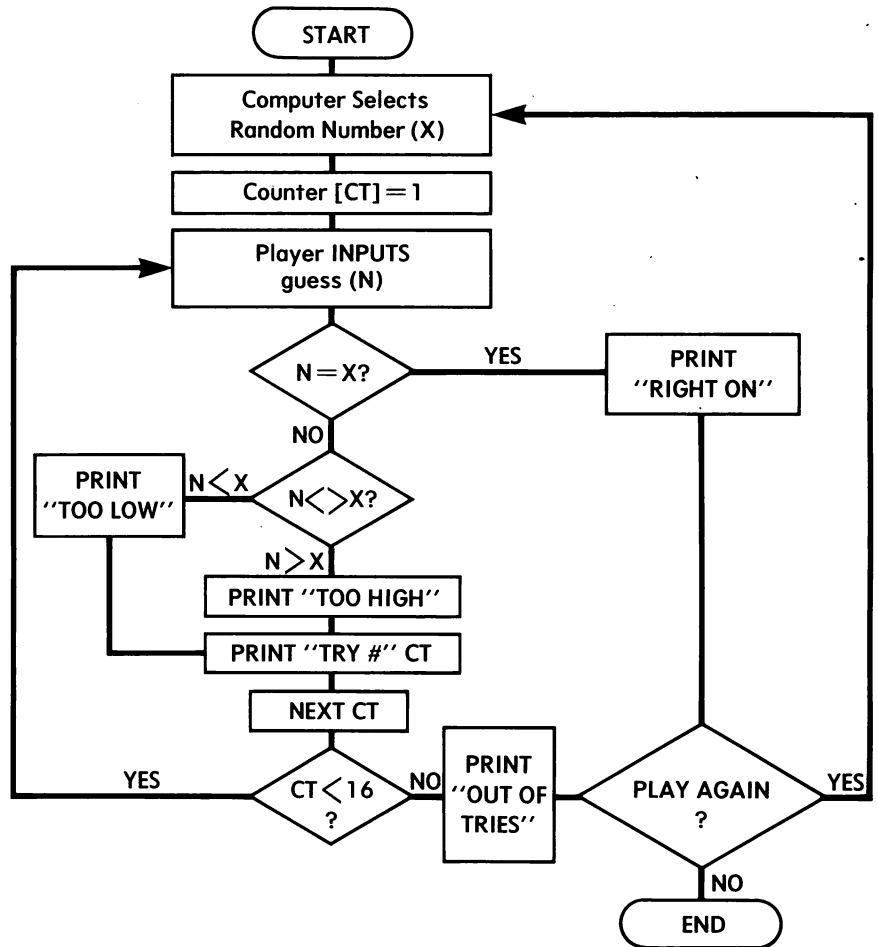 START
Computer Selects
Random Number (X)
Counter [CT] = 1
Player INPUTS
guess (N)
N = X?
YES
PRINT
"RIGHT ON"
NO
N<>X?
N<X
PRINT
"TOO LOW"
N>X
PRINT "TOO HIGH"
PRINT "TRY #" CT
NEXT CT
CT<16
?
YES
NO
PRINT
"OUT OF
TRIES"
PLAY AGAIN
?
YES
NO
END